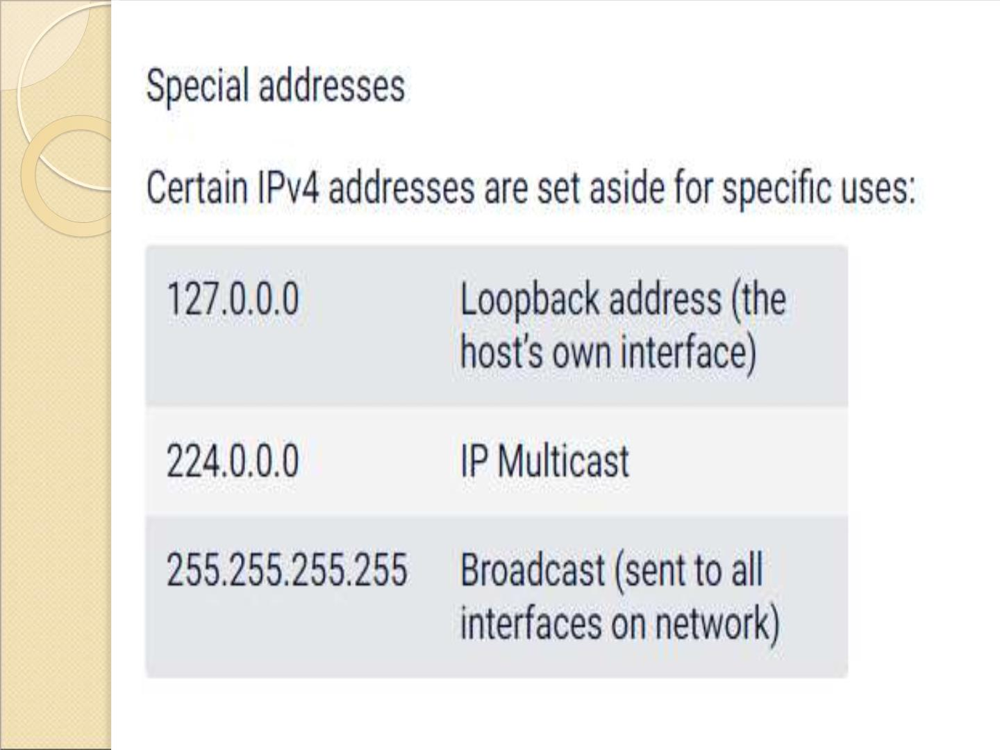 Special addresses
Certain IPv4 addresses are set aside for specific uses:
127.0.0.0 Loopback address (the
host's own interface)
224.0.0.0 IP Multicast
255.255.255.255 Broadcast (sent to all
interfaces on network)